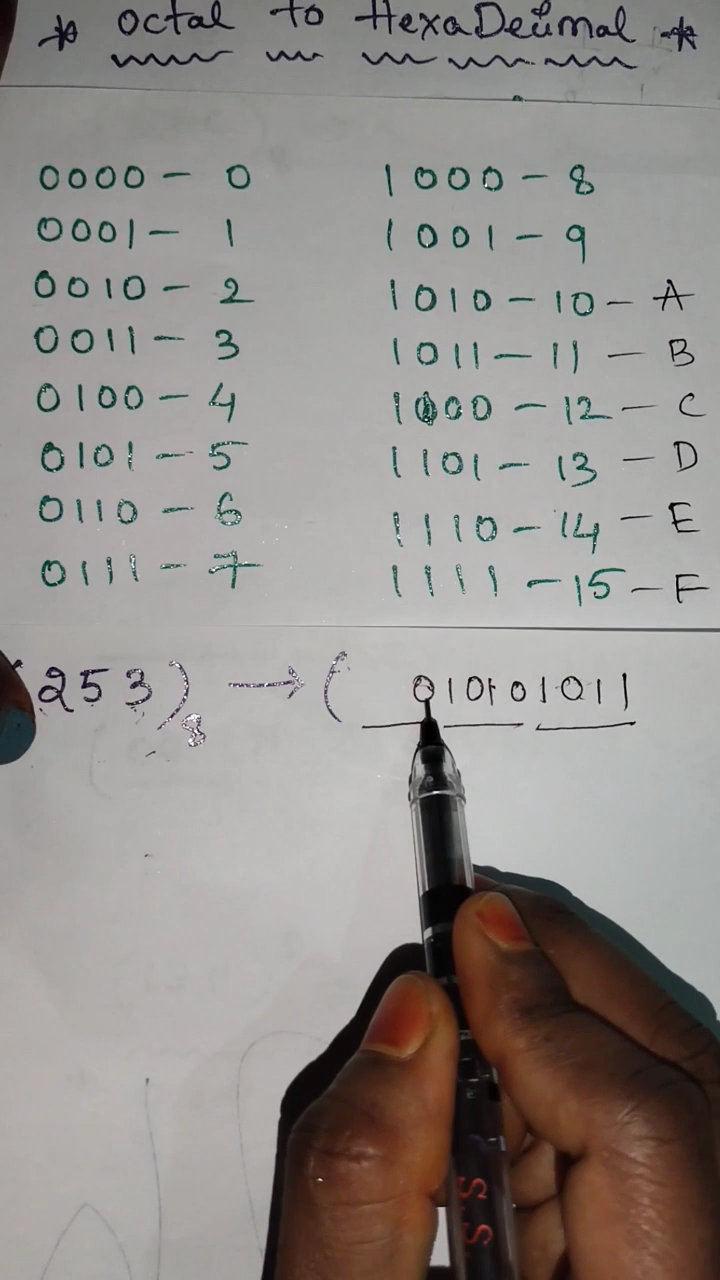 * Octal to HexaDecimal *
0000 - 0
0001 - 1
0010 - 2
0011 - 3
0100 - 4
0101 - 5
0110 - 6
0111 - 7
1000 - 8
1001 - 9
1010 - 10 - A
1011 - 11 - B
1000 - 12 - C
1101 - 13 - D
1110 - 14 - E
1111 - 15 - F
253)8 → ( 010101011
S.S